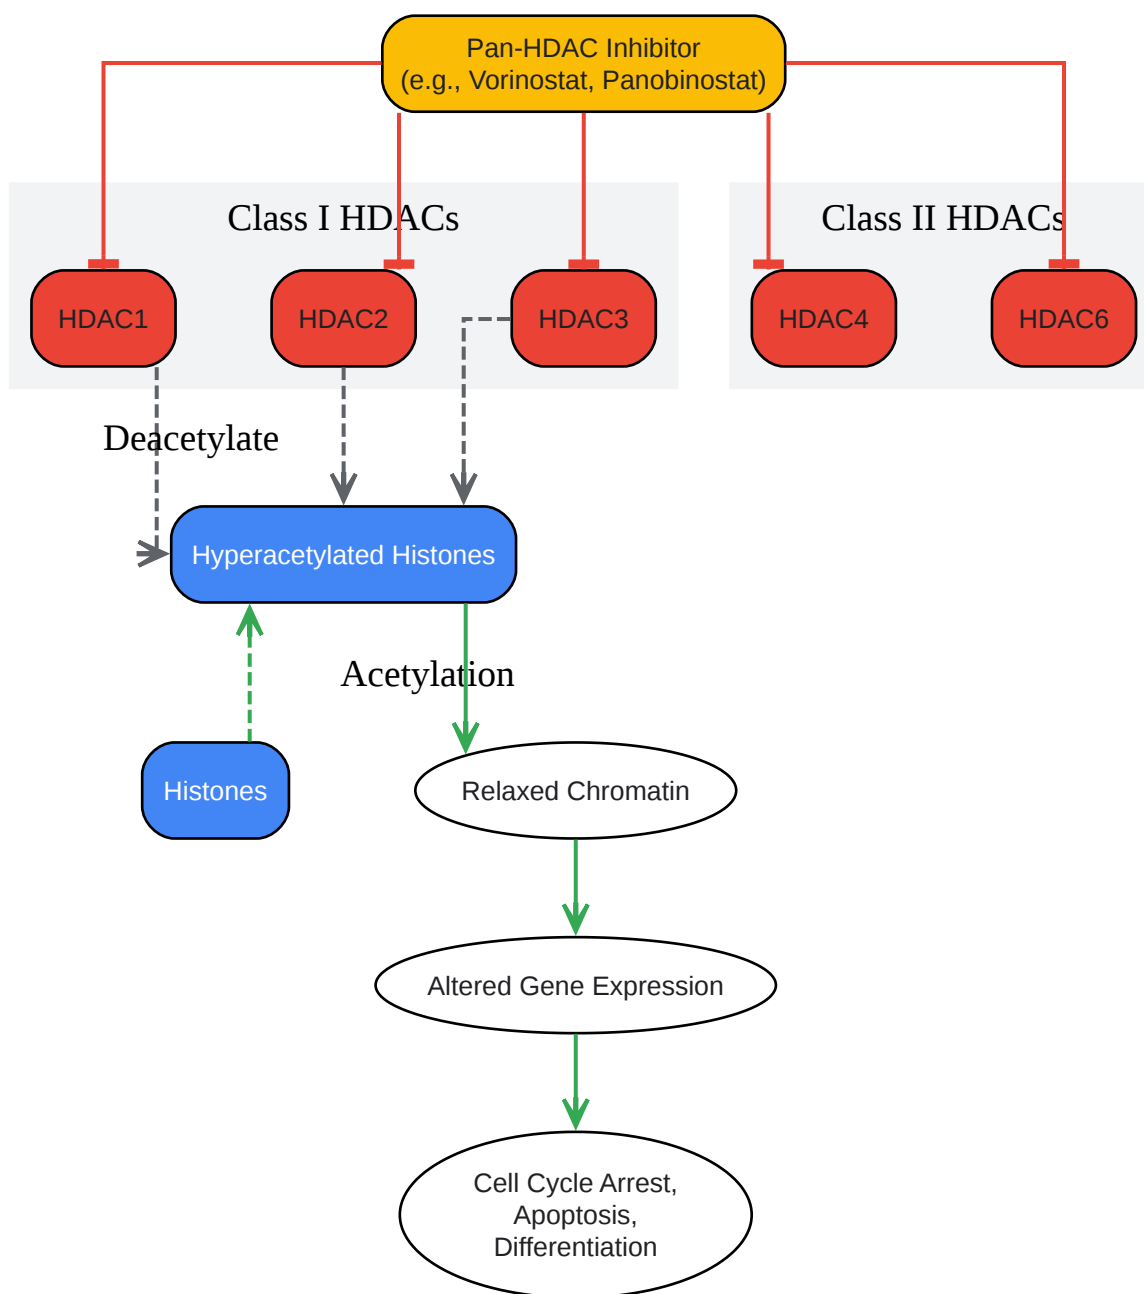 Pan-HDAC Inhibitor
(e.g., Vorinostat, Panobinostat)
Class I HDACs
Class II HDACs
HDAC1
HDAC2
HDAC3
HDAC4
HDAC6
Deacetylate
Hyperacetylated Histones
Acetylation
Histones
Relaxed Chromatin
Altered Gene Expression
Cell Cycle Arrest,
Apoptosis,
Differentiation